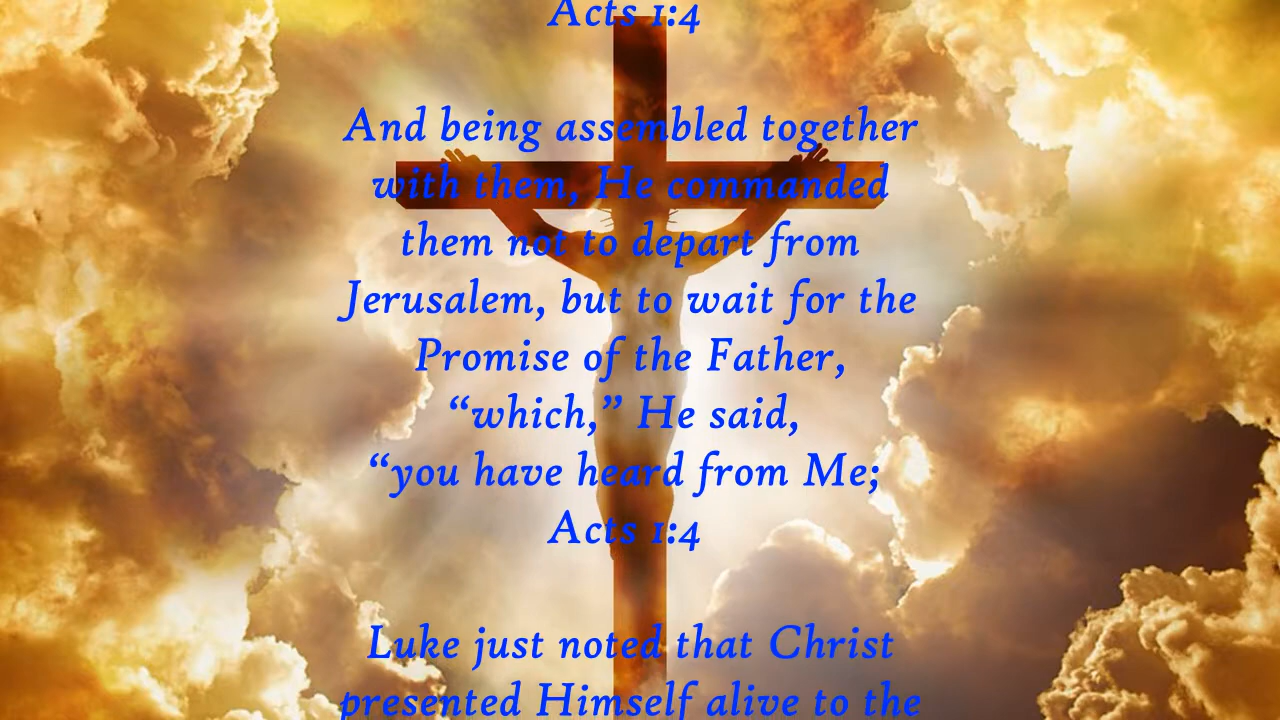 Acts 1:4
And being assembled together
with them, He commanded
them not to depart from
Jerusalem, but to wait for the
Promise of the Father,
“which,” He said,
“you have heard from Me;
Acts 1:4
Luke just noted that Christ
presented Himself alive to the